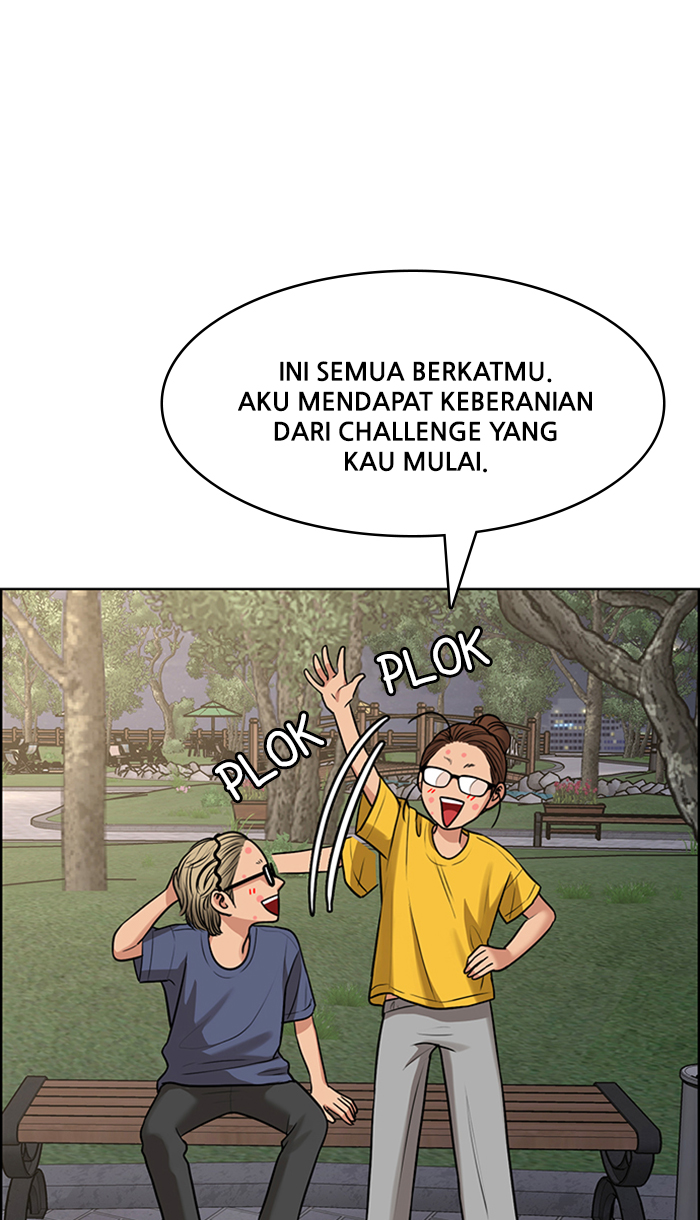 INI SEMUA BERKATMU.
AKU MENDAPAT KEBERANIAN
DARI CHALLENGE YANG
KAU MULAI.
PLOK
PLOK